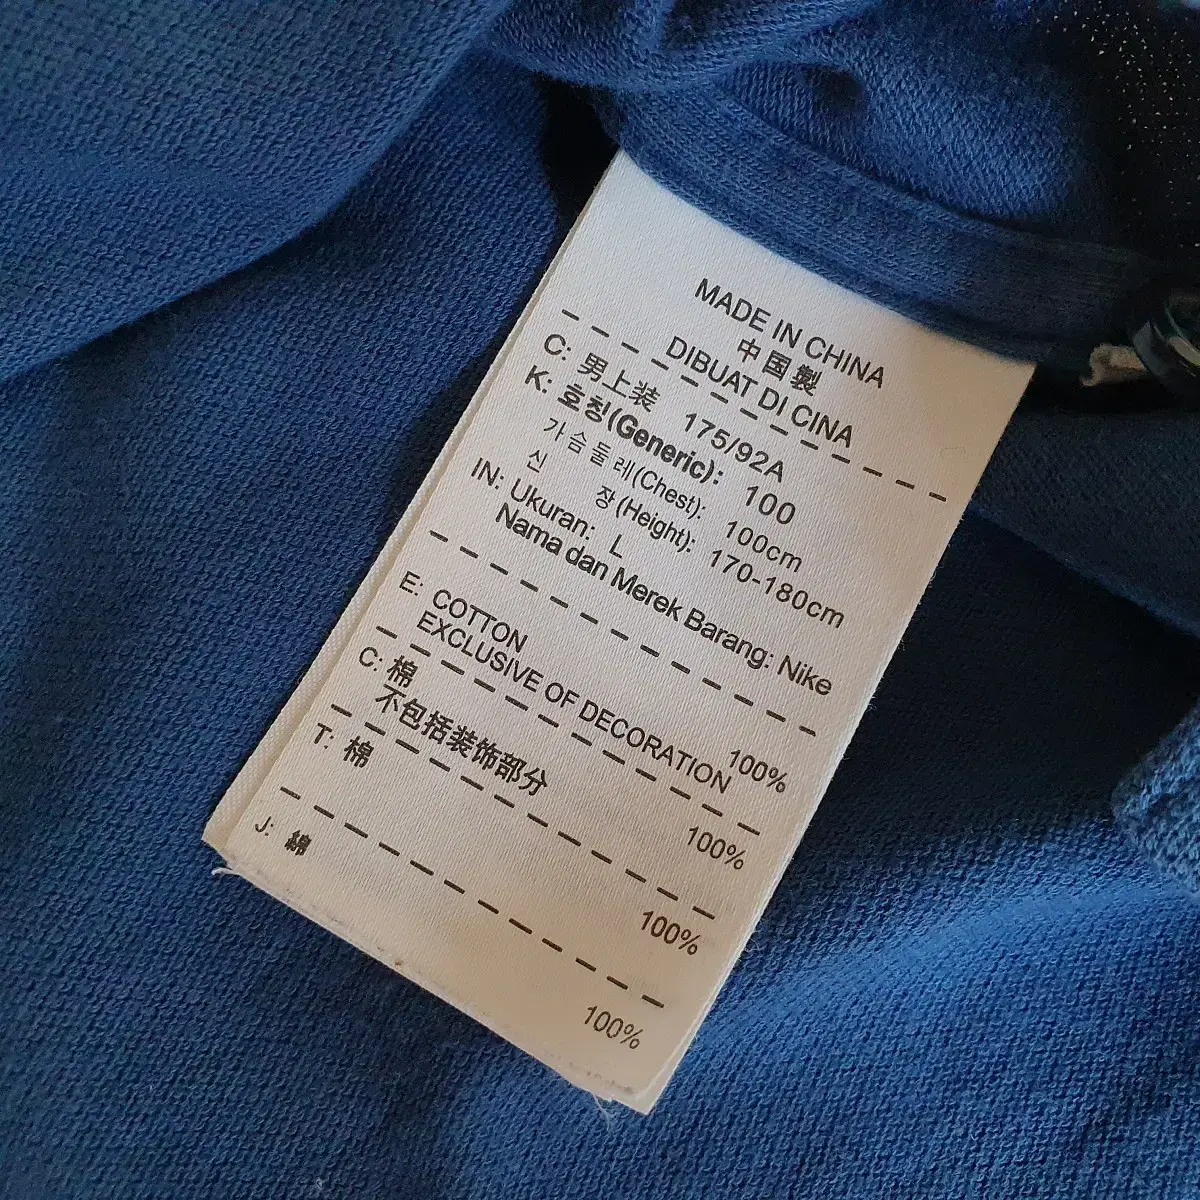 MADE IN CHINA
中国製
DIBUAT DI CINA
C: 男上装 175/92A
K: 호칭(Generic): 100
가슴둘레(Chest): 100cm
신 장(Height): 170-180cm
IN: Ukuran: L
Nama dan Merek Barang: Nike
E: COTTON 100%
EXCLUSIVE OF DECORATION
C: 棉 100%
不包括装饰部分
T: 棉 100%
J: 綿 100%